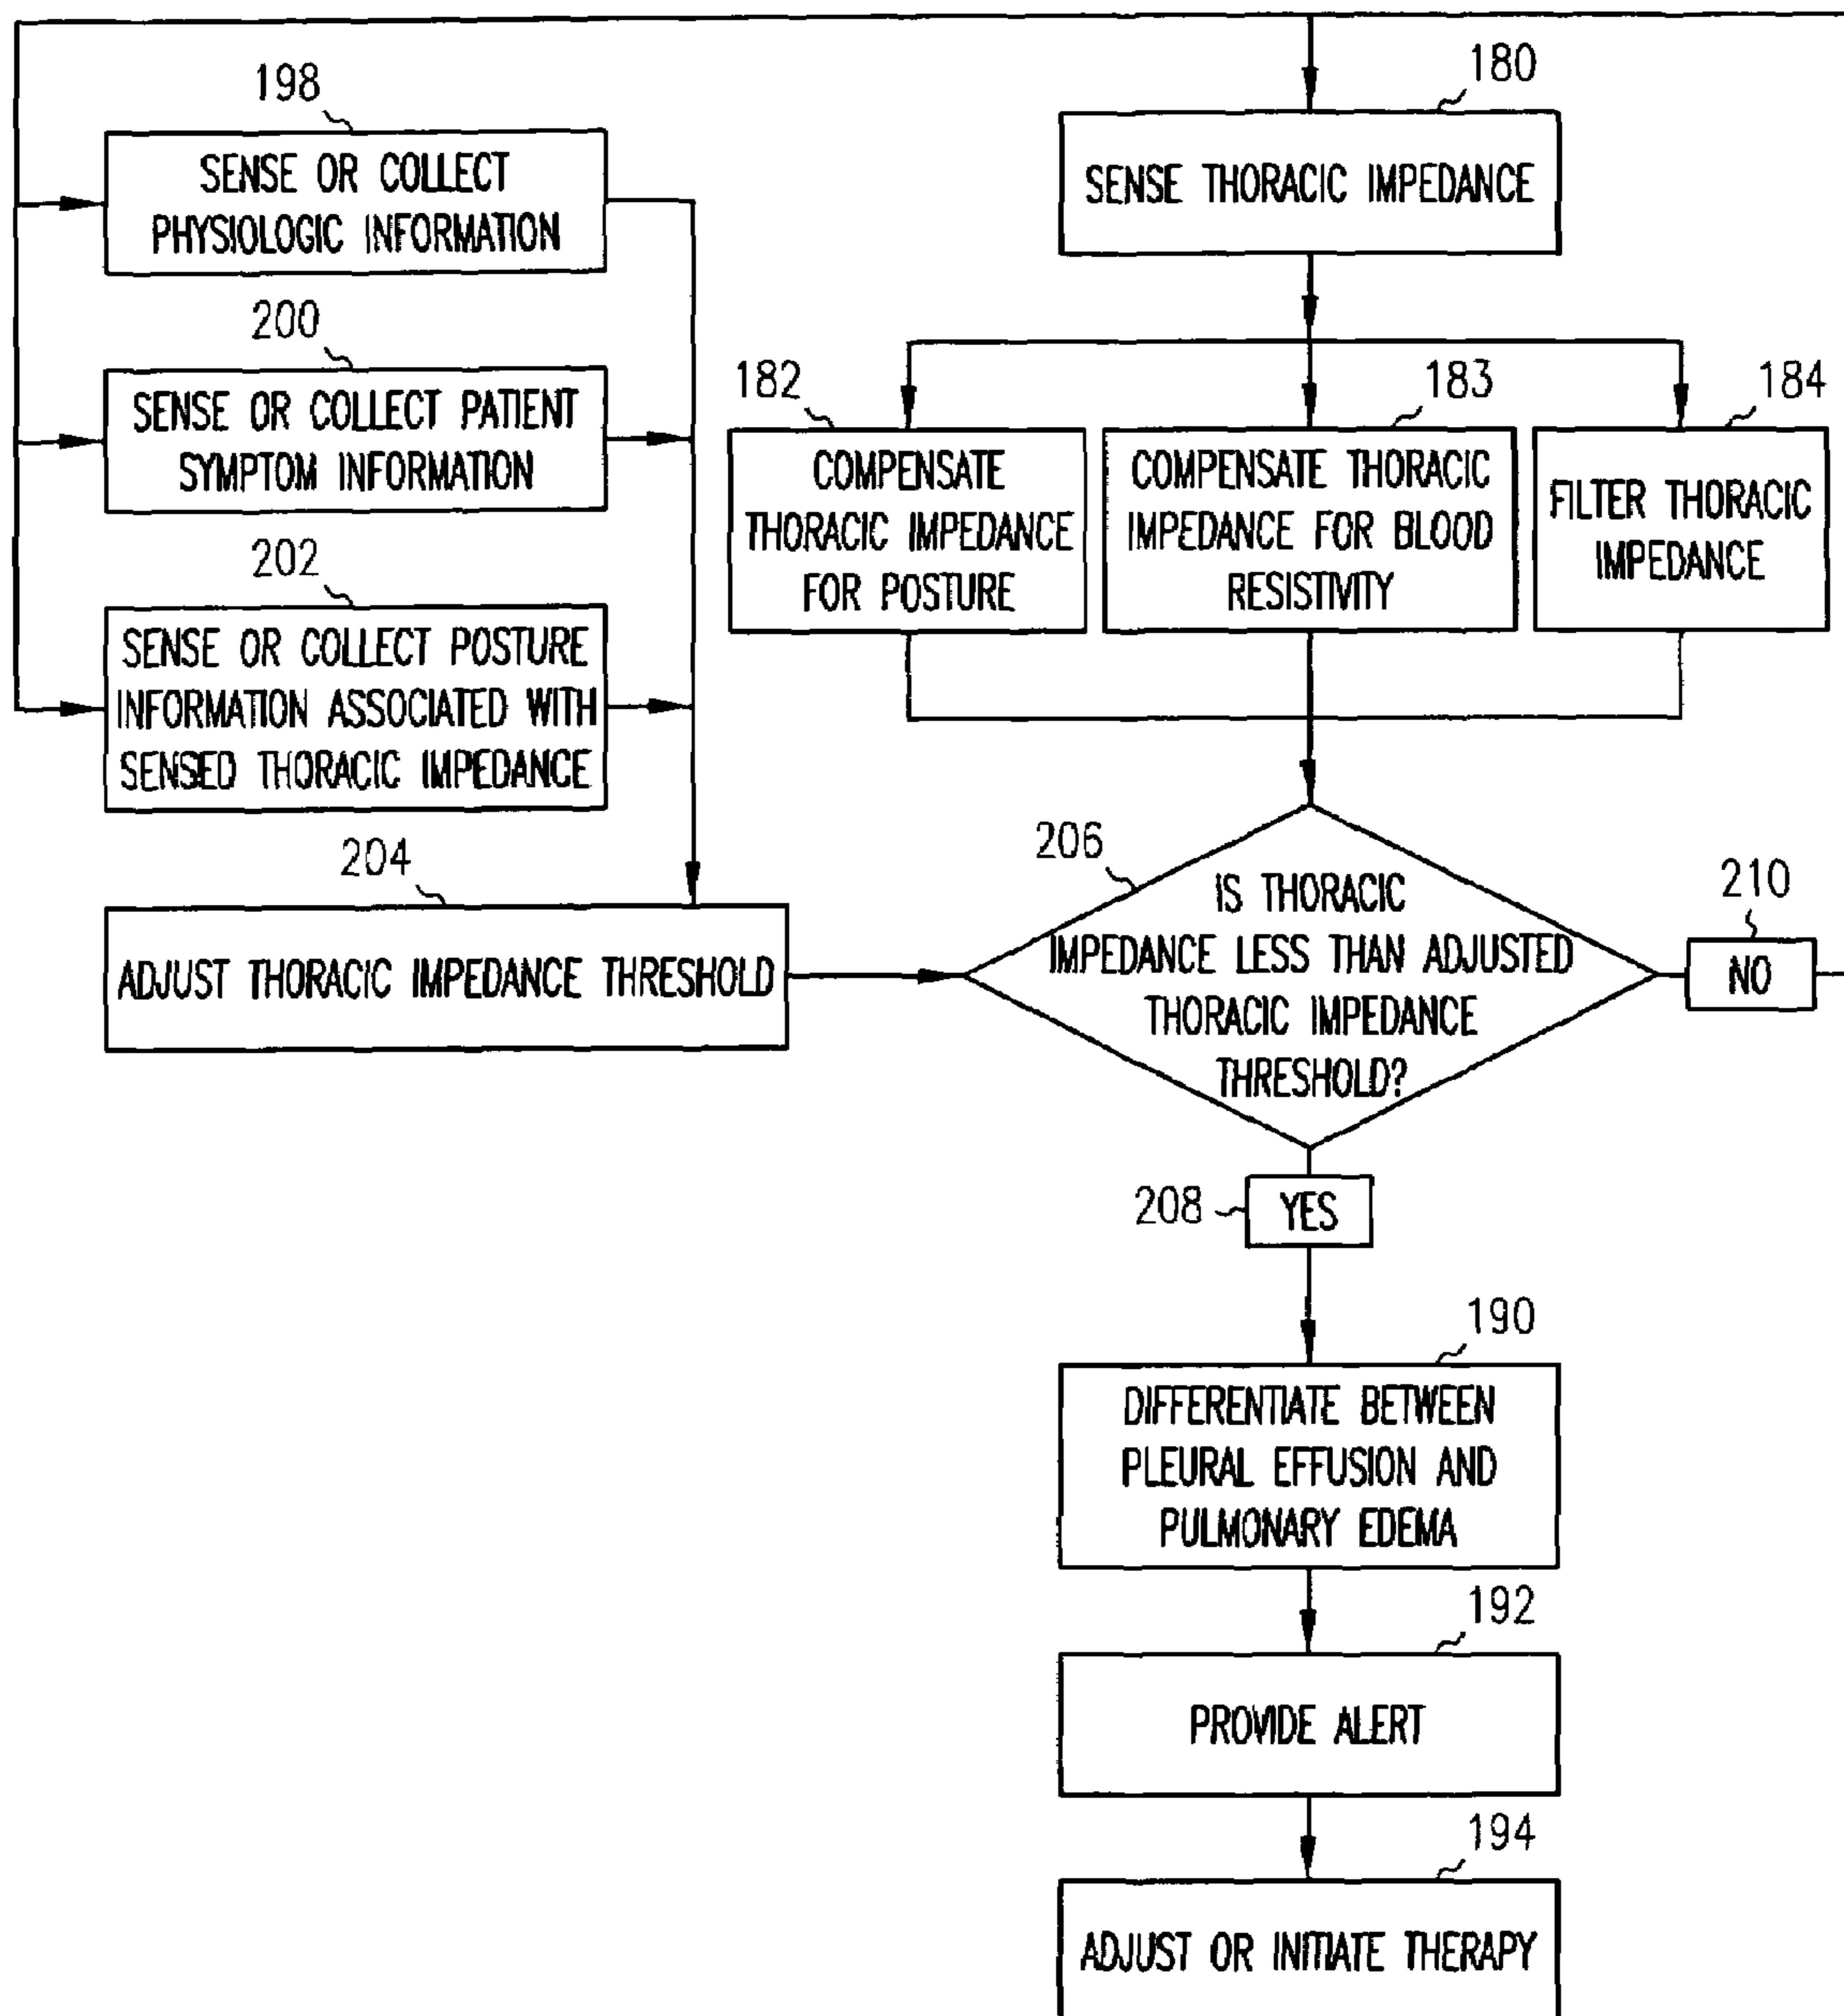 198
SENSE OR COLLECT
PHYSIOLOGIC INFORMATION
200
SENSE OR COLLECT PATIENT
SYMPTOM INFORMATION
202
SENSE OR COLLECT POSTURE
INFORMATION ASSOCIATED WITH
SENSED THORACIC IMPEDANCE
204
ADJUST THORACIC IMPEDANCE THRESHOLD
180
SENSE THORACIC IMPEDANCE
182
COMPENSATE
THORACIC IMPEDANCE
FOR POSTURE
183
COMPENSATE THORACIC
IMPEDANCE FOR BLOOD
RESISTIVITY
184
FILTER THORACIC
IMPEDANCE
206
IS THORACIC
IMPEDANCE LESS THAN ADJUSTED
THORACIC IMPEDANCE
THRESHOLD?
210
NO
208
YES
190
DIFFERENTIATE BETWEEN
PLEURAL EFFUSION AND
PULMONARY EDEMA
192
PROVIDE ALERT
194
ADJUST OR INITIATE THERAPY